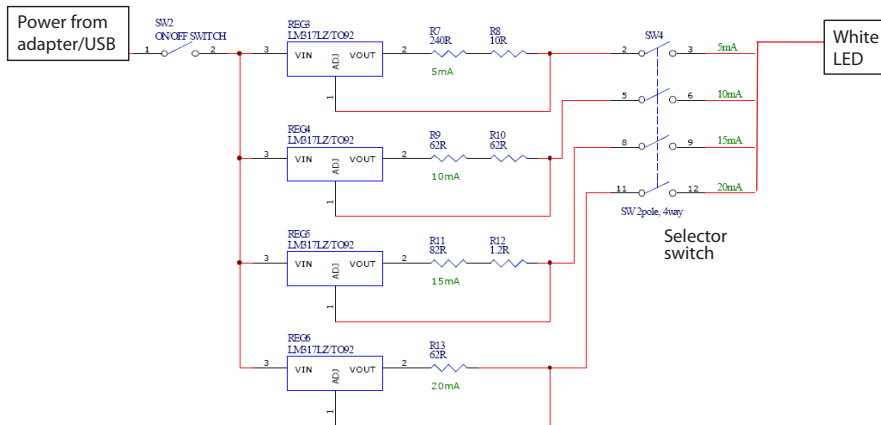 Power from
adapter/USB
SW2
ON/OFF SWITCH
1
2
REG3
LM317LZ/TO92
3
VIN
VOUT
ADJ
2
1
R7
240R
R8
10R
5mA
SW4
2
3
5mA
White
LED
5
6
10mA
REG4
LM317LZ/TO92
3
VIN
VOUT
ADJ
2
1
R9
62R
R10
62R
10mA
8
9
15mA
11
12
20mA
SW 2pole, 4way
Selector
switch
REG5
LM317LZ/TO92
3
VIN
VOUT
ADJ
2
1
R11
82R
R12
1.2R
15mA
REG6
LM317LZ/TO92
3
VIN
VOUT
ADJ
2
1
R13
62R
20mA